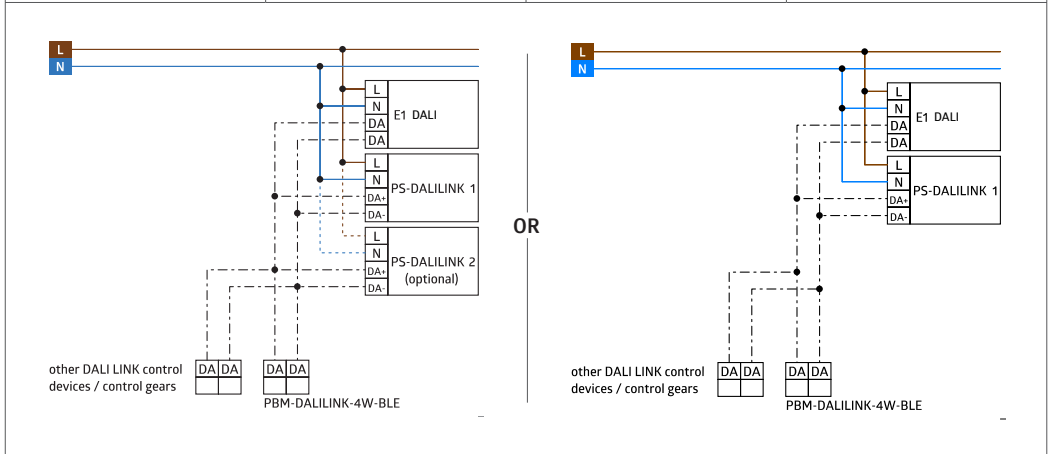 L
N
L
N
DA
DA
E1 DALI
L
N
DA+
DA-
PS-DALILINK 1
L
N
DA+
DA-
PS-DALILINK 2
(optional)
other DALI LINK control
devices / control gears
DA DA
DA DA
PBM-DALILINK-4W-BLE
OR
L
N
L
N
DA
DA
E1 DALI
L
N
DA+
DA-
PS-DALILINK 1
other DALI LINK control
devices / control gears
DA DA
DA DA
PBM-DALILINK-4W-BLE